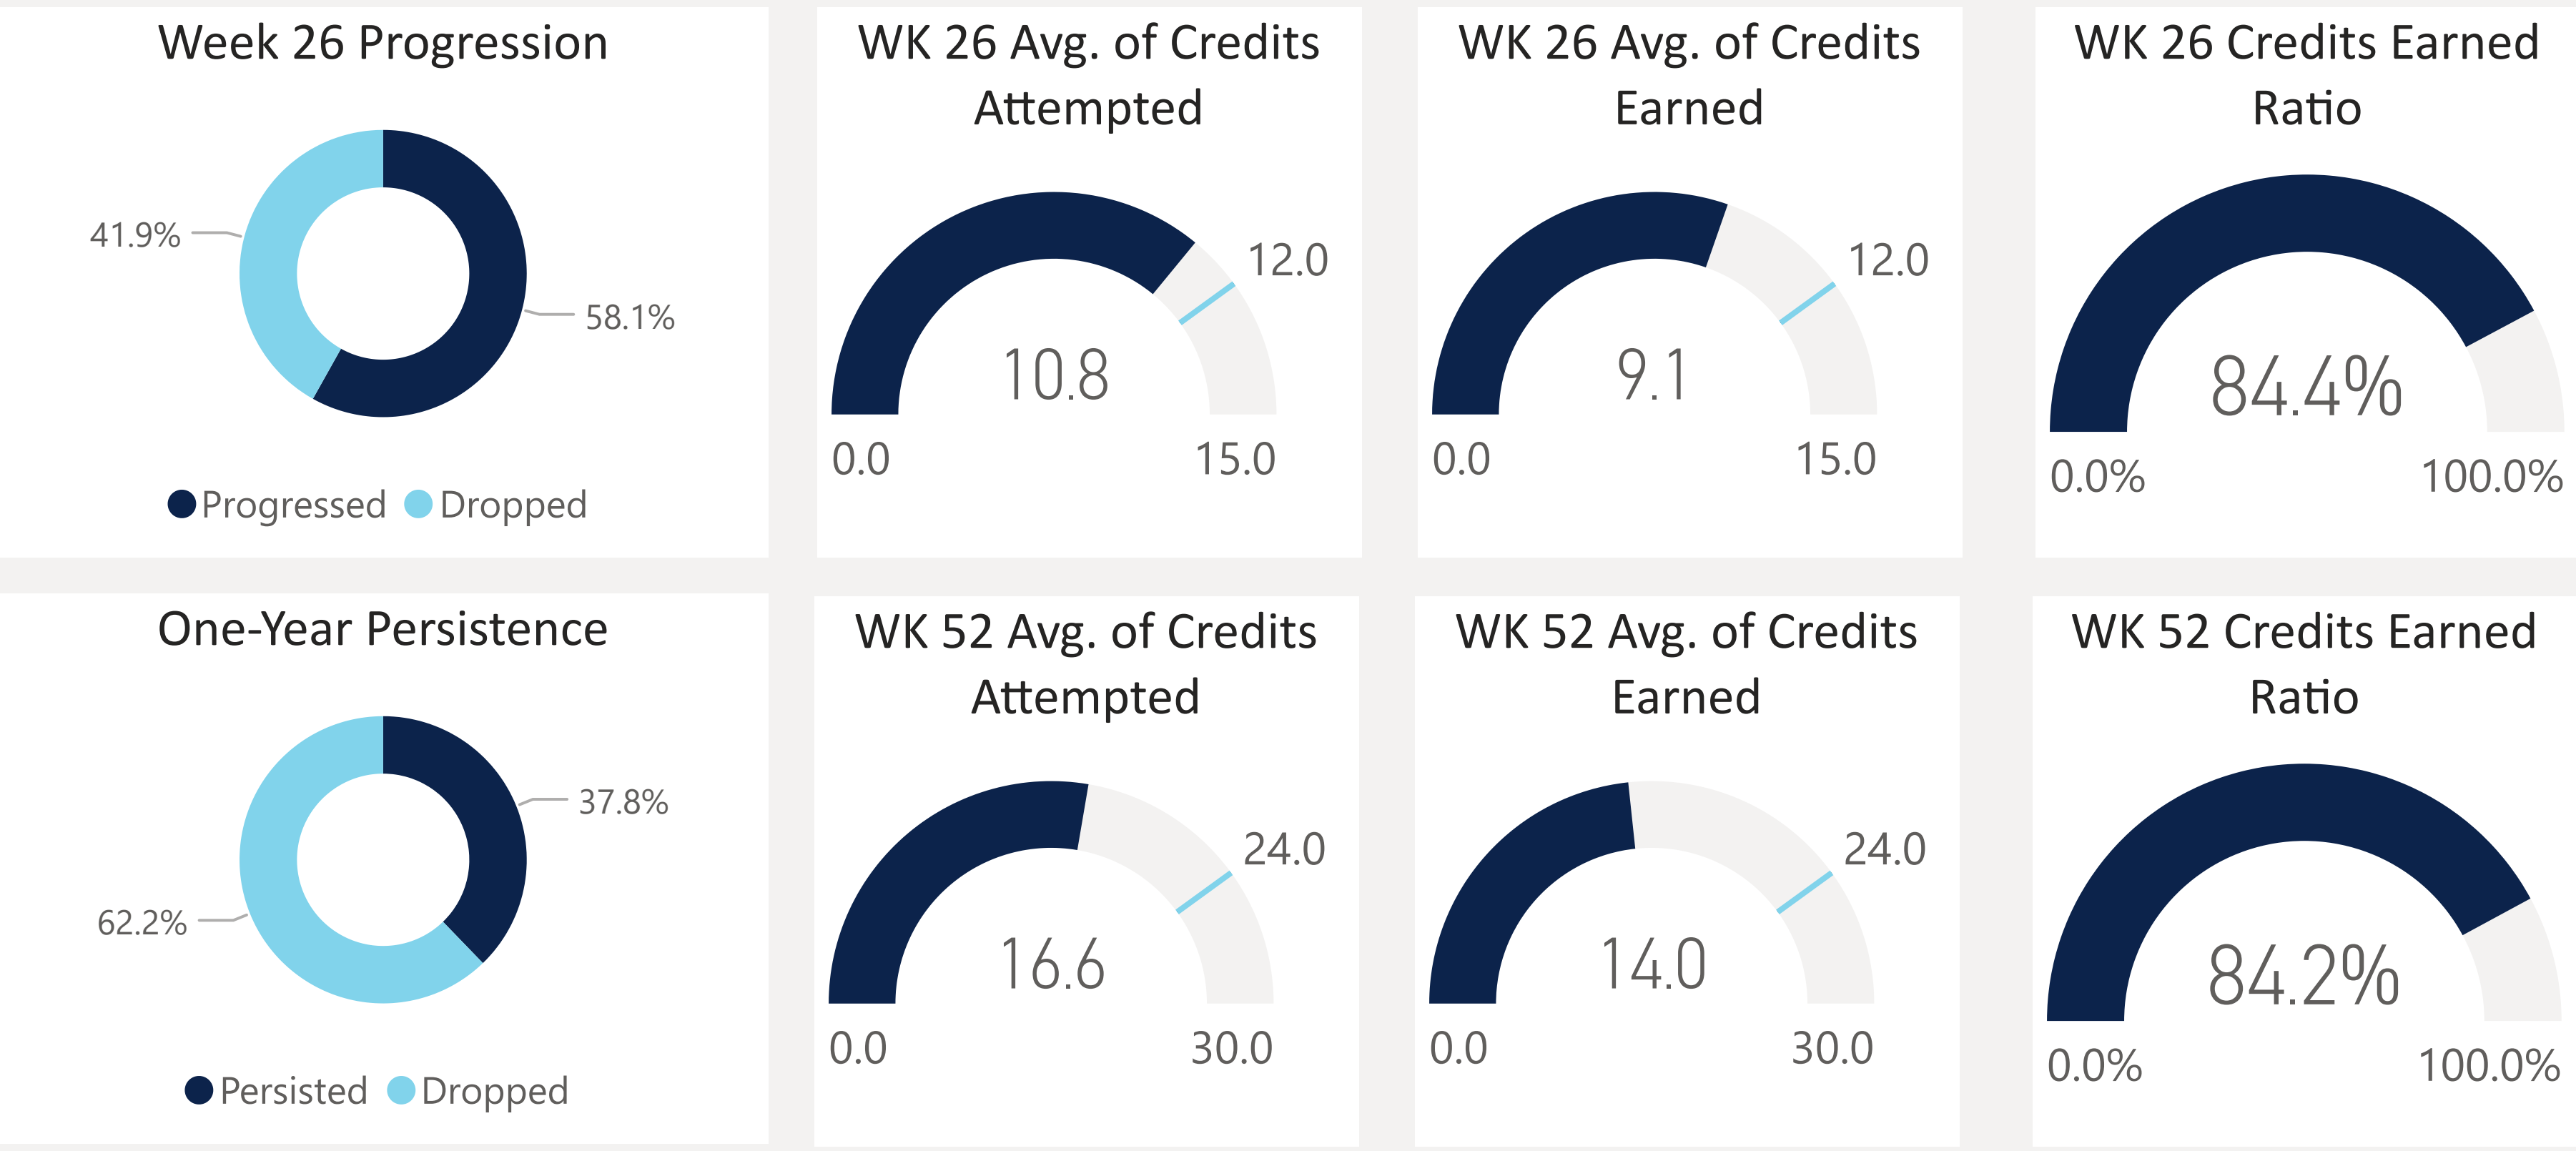 Week 26 Progression
41.9%
58.1%
Progressed Dropped
WK 26 Avg. of Credits
Attempted
12.0
10.8
0.0 15.0
WK 26 Avg. of Credits
Earned
12.0
9.1
0.0 15.0
WK 26 Credits Earned
Ratio
84.4%
0.0% 100.0%
One-Year Persistence
37.8%
62.2%
Persisted Dropped
WK 52 Avg. of Credits
Attempted
24.0
16.6
0.0 30.0
WK 52 Avg. of Credits
Earned
24.0
14.0
0.0 30.0
WK 52 Credits Earned
Ratio
84.2%
0.0% 100.0%